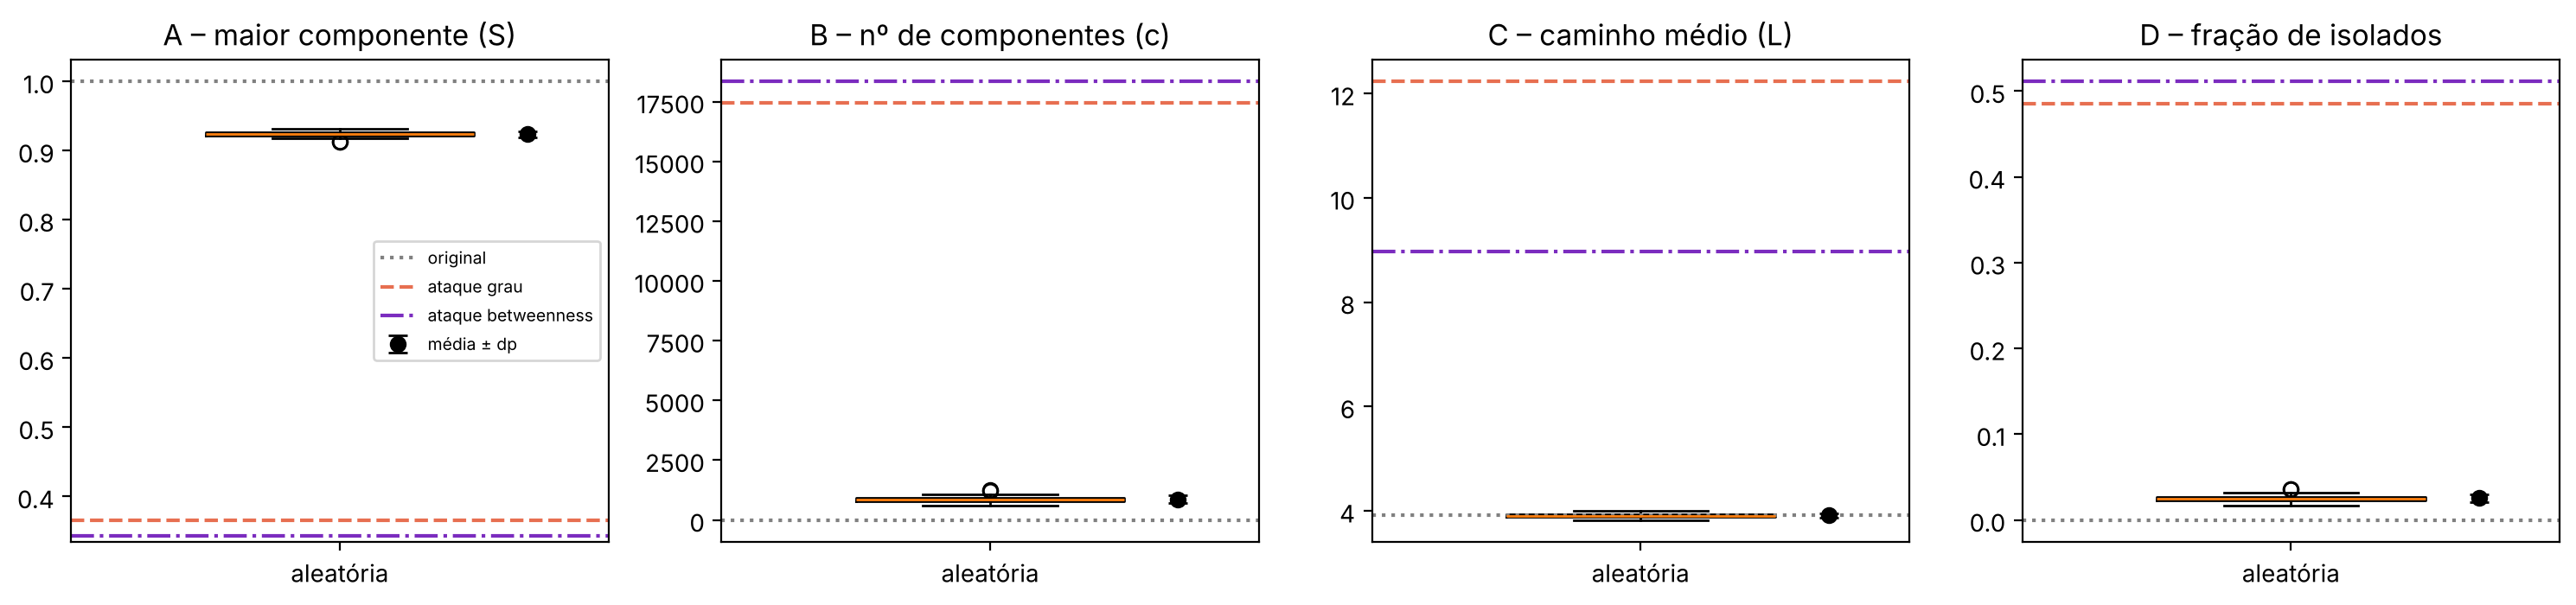 A – maior componente (S)
1.0
0.9
0.8
0.7
0.6
0.5
0.4
original
ataque grau
ataque betweenness
média ± dp
aleatória
B – nº de componentes (c)
17500
15000
12500
10000
7500
5000
2500
0
aleatória
C – caminho médio (L)
12
10
8
6
4
aleatória
D – fração de isolados
0.5
0.4
0.3
0.2
0.1
0.0
aleatória